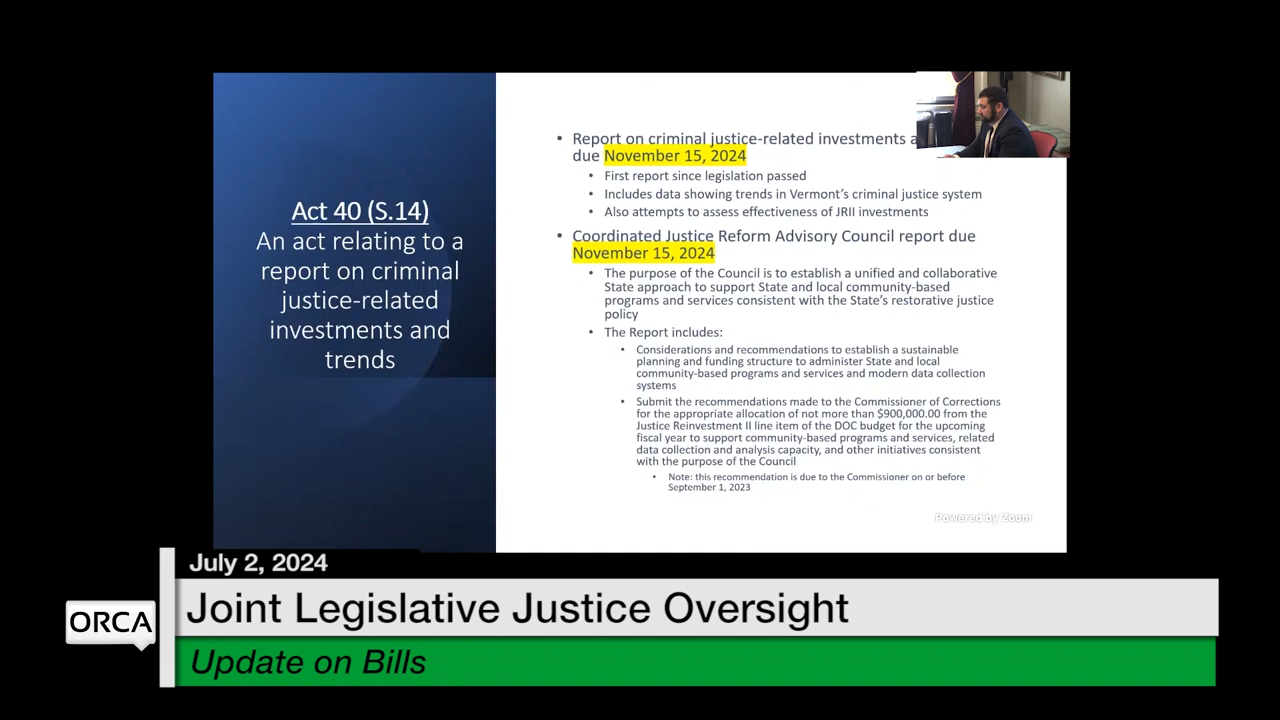 Act 40 (S.14)
An act relating to a
report on criminal
justice-related
investments and
trends
• Report on criminal justice-related investments
due November 15, 2024
• First report since legislation passed
• Includes data showing trends in Vermont's criminal justice system
• Also attempts to assess effectiveness of JRII investments
• Coordinated Justice Reform Advisory Council report due
November 15, 2024
• The purpose of the Council is to establish a unified and collaborative
State approach to support State and local community-based
programs and services consistent with the State's restorative justice
policy
• The Report includes:
• Considerations and recommendations to establish a sustainable
planning and funding structure to administer State and local
community-based programs and services and modern data collection
systems
• Submit the recommendations made to the Commissioner of Corrections
for the appropriate allocation of not more than $900,000.00 from the
Justice Reinvestment II line item of the DOC budget for the upcoming
fiscal year to support community-based programs and services, related
data collection and analysis capacity, and other initiatives consistent
with the purpose of the Council
• Note: this recommendation is due to the Commissioner on or before
September 1, 2023
Powered by Zoom
July 2, 2024
ORCA
Joint Legislative Justice Oversight
Update on Bills